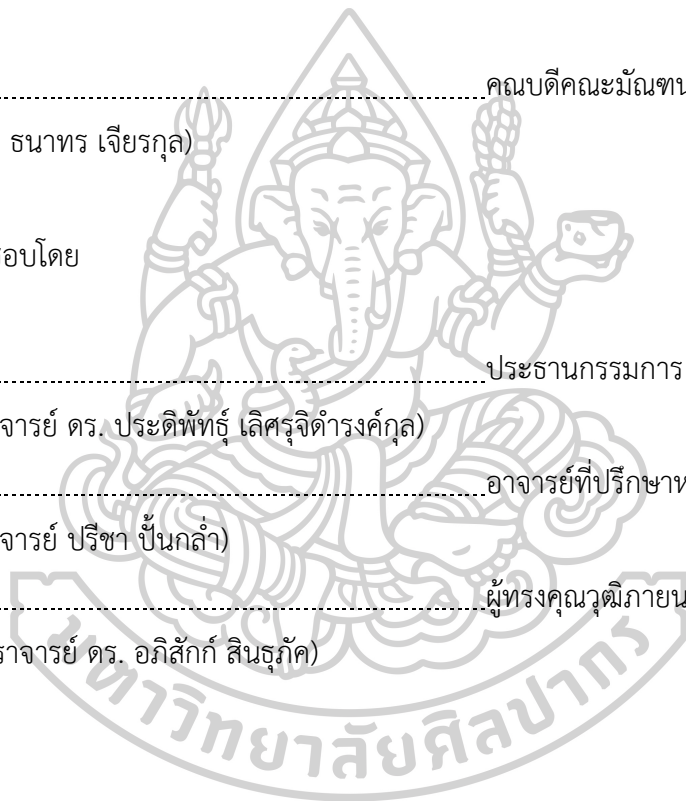 คณบดีคณะมัณฑน
ธนาทร เจียรกุล)
อบโดย
ประธานกรรมการ
จารย์ ดร. ประดิพัทธุ์ เลิศรุจิดำรงค์กุล)
อาจารย์ที่ปรึกษาห
จารย์ ปรีชา ปั้นกล่ำ)
ผู้ทรงคุณวุฒิภายน
ราจารย์ ดร. อภิสักก์ สินธุภัค)
มหาวิทยาลัยศิลปากร